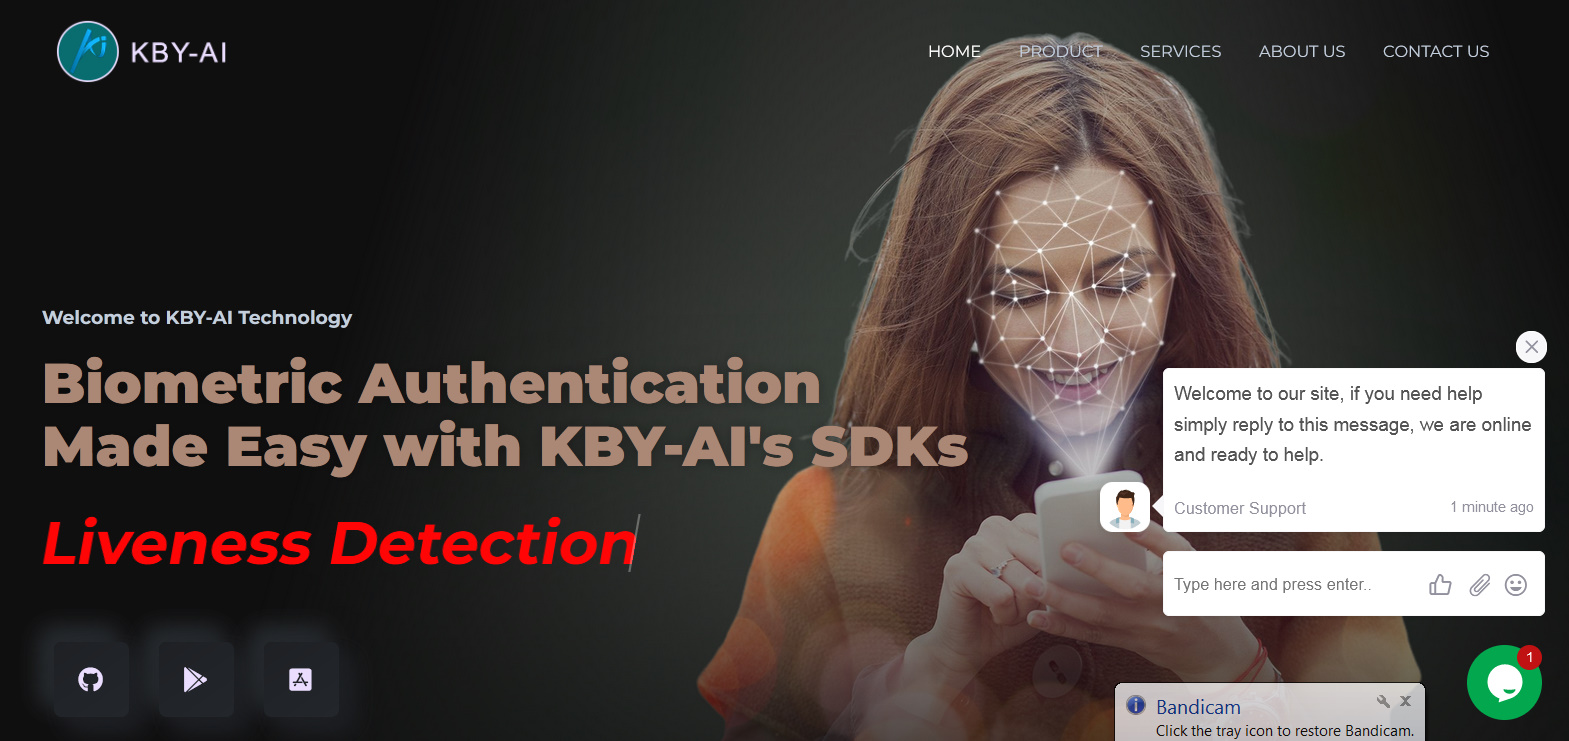 KBY-AI
HOME PRODUCT SERVICES ABOUT US CONTACT US
Welcome to KBY-AI Technology
Biometric Authentication
Made Easy with KBY-AI's SDKs
Liveness Detection
Welcome to our site, if you need help
simply reply to this message, we are online
and ready to help.
Customer Support 1 minute ago
Type here and press enter..
1
Bandicam
Click the tray icon to restore Bandicam.